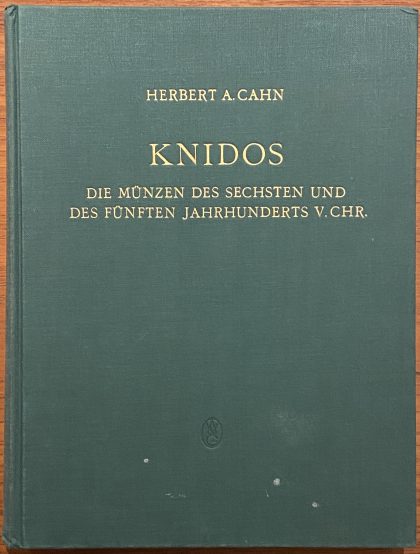 HERBERT A. CAHN
KNIDOS
DIE MÜNZEN DES SECHSTEN UND
DES FÜNFTEN JAHRHUNDERTS V. CHR.